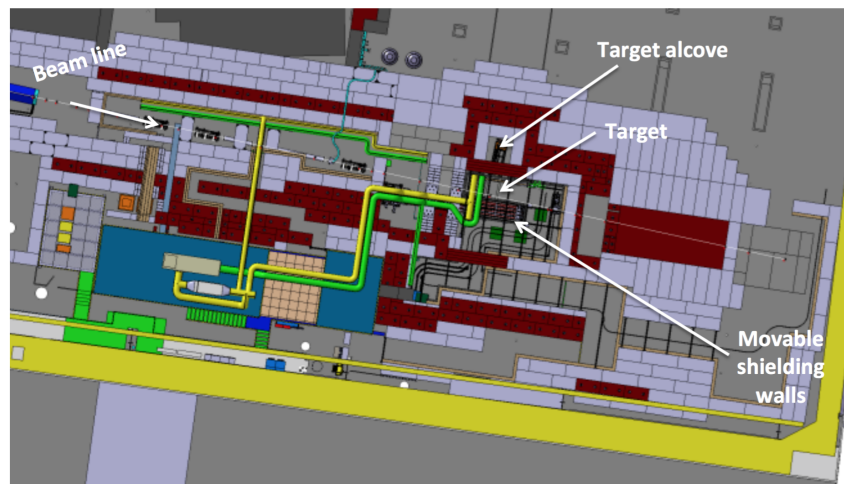 Beam line
Target alcove
Target
Movable
shielding
walls